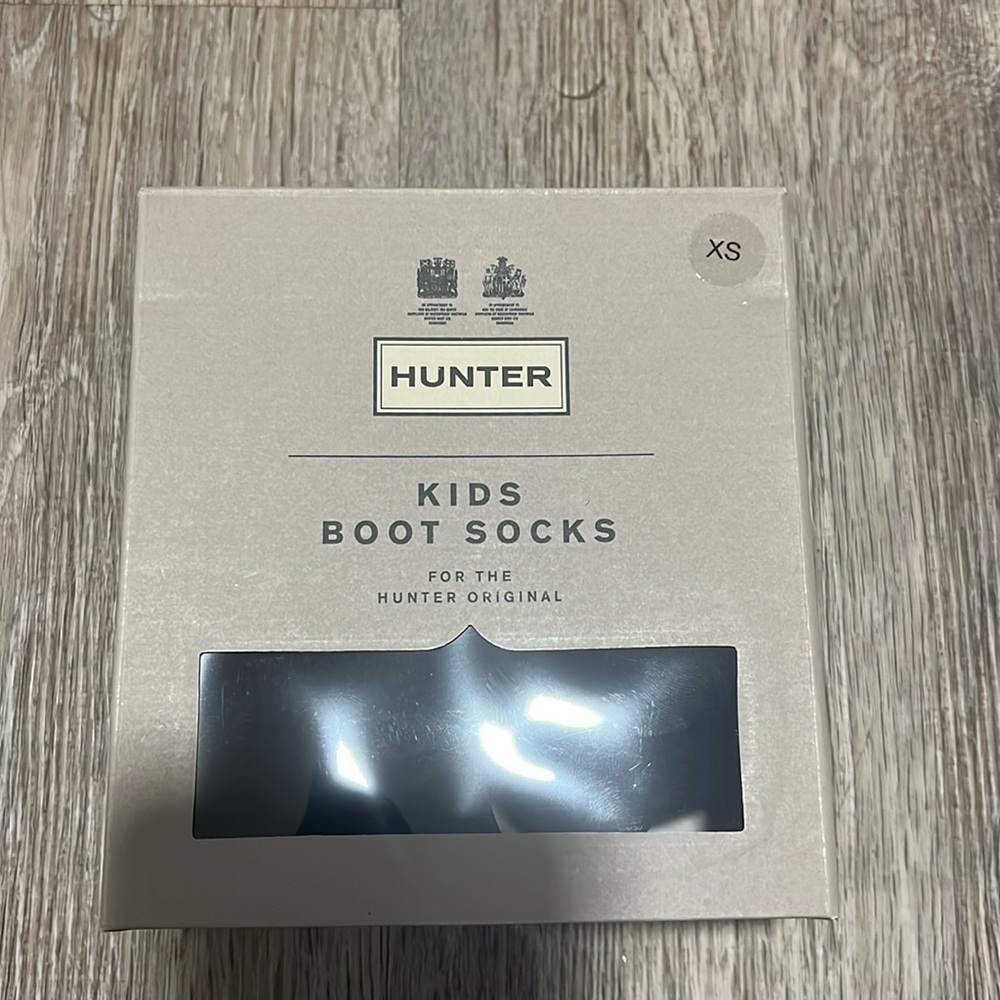 XS
HUNTER
KIDS
BOOT SOCKS
FOR THE
HUNTER ORIGINAL